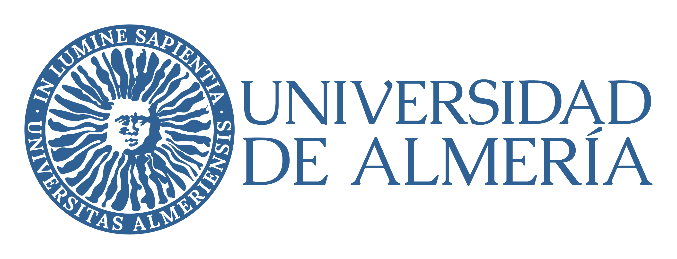 · IN LUMINE SAPIENTIA ·
UNIVERSITAS ALMERIENSIS
UNIVERSIDAD
DE ALMERÍA